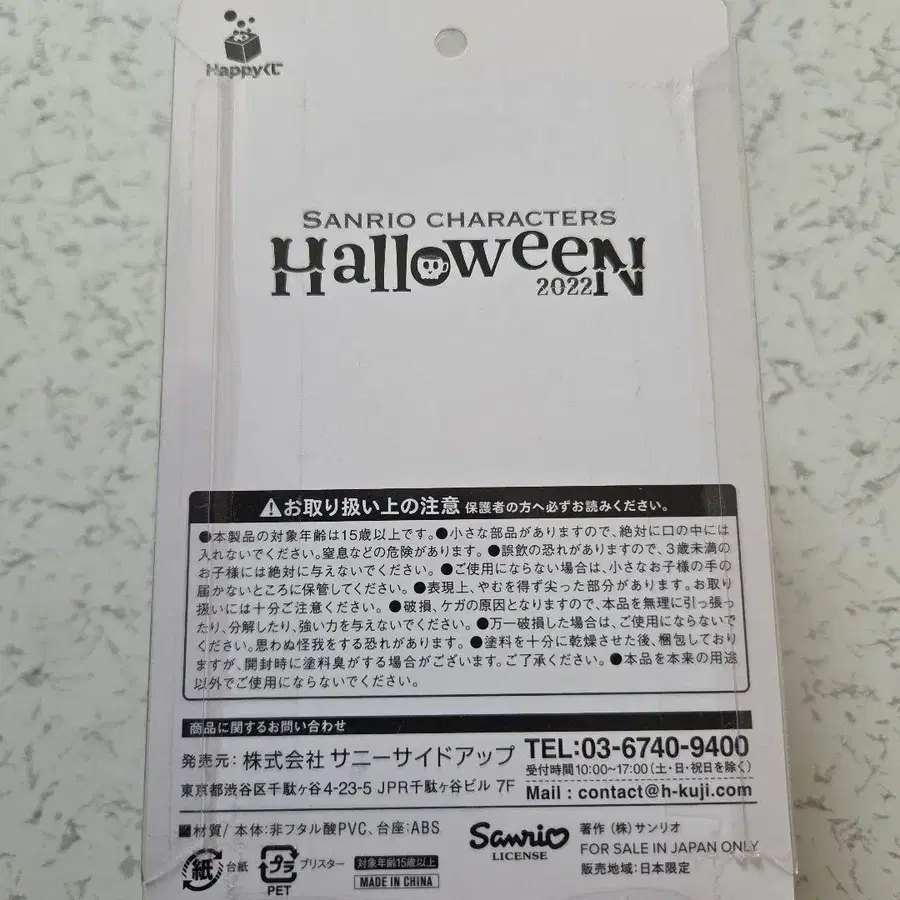 Happyくじ
SANRIO CHARACTERS
Halloween
2022
お取り扱い上の注意 保護者の方へ必ずお読みください。
●本製品の対象年齢は15歳以上です。●小さな部品がありますので、絶対に口の中には
入れないでください。窒息などの危険があります。●誤飲の恐れがありますので、3歳未満の
お子様には絶対に与えないでください。●ご使用にならない場合は、小さなお子様の手の
届かないところに保管してください。●表現上、やむを得ず尖った部分があります。お取り
扱いには十分ご注意ください。●破損、ケガの原因となりますので、本品を無理に引っ張っ
たり、分解したり、強い力を与えないでください。●万一破損した場合は、ご使用にならないで
ください。思わぬ怪我をする恐れがあります。●塗料を十分に乾燥させた後、梱包しており
ますが、開封時に塗料臭がする場合がございます。ご了承ください。●本品を本来の用途
以外でご使用にならないでください。
商品に関するお問い合わせ
発売元: 株式会社 サニーサイドアップ
東京都渋谷区千駄ヶ谷4-23-5 JPR千駄ヶ谷ビル 7F
TEL:03-6740-9400
受付時間10:00~17:00(土・日・祝日を除く)
Mail : contact@h-kuji.com
■材質/ 本体:非フタル酸PVC、台座:ABS
紙 台紙
プラ ブリスター
PET
対象年齢15歳以上
MADE IN CHINA
Sanrio
LICENSE
著作 (株)サンリオ
FOR SALE IN JAPAN ONLY
販売地域:日本限定